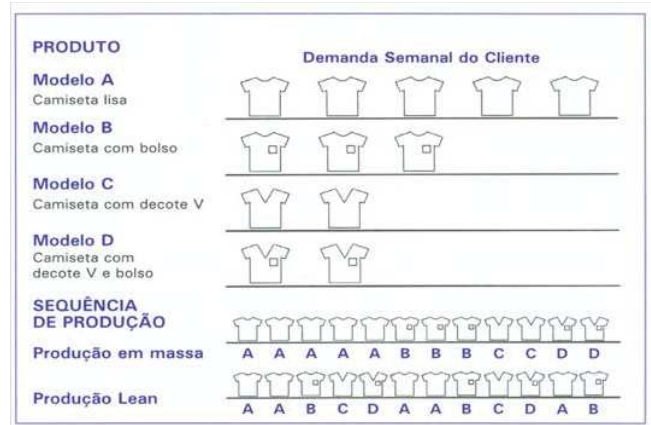 PRODUTO
Demanda Semanal do Cliente
Modelo A
Camiseta lisa
Modelo B
Camiseta com bolso
Modelo C
Camiseta com decote V
Modelo D
Camiseta com
decote V e bolso
SEQUÊNCIA
DE PRODUÇÃO
Produção em massa A A A A A B B B C C D D
Produção Lean A A B C D A A B C D A B